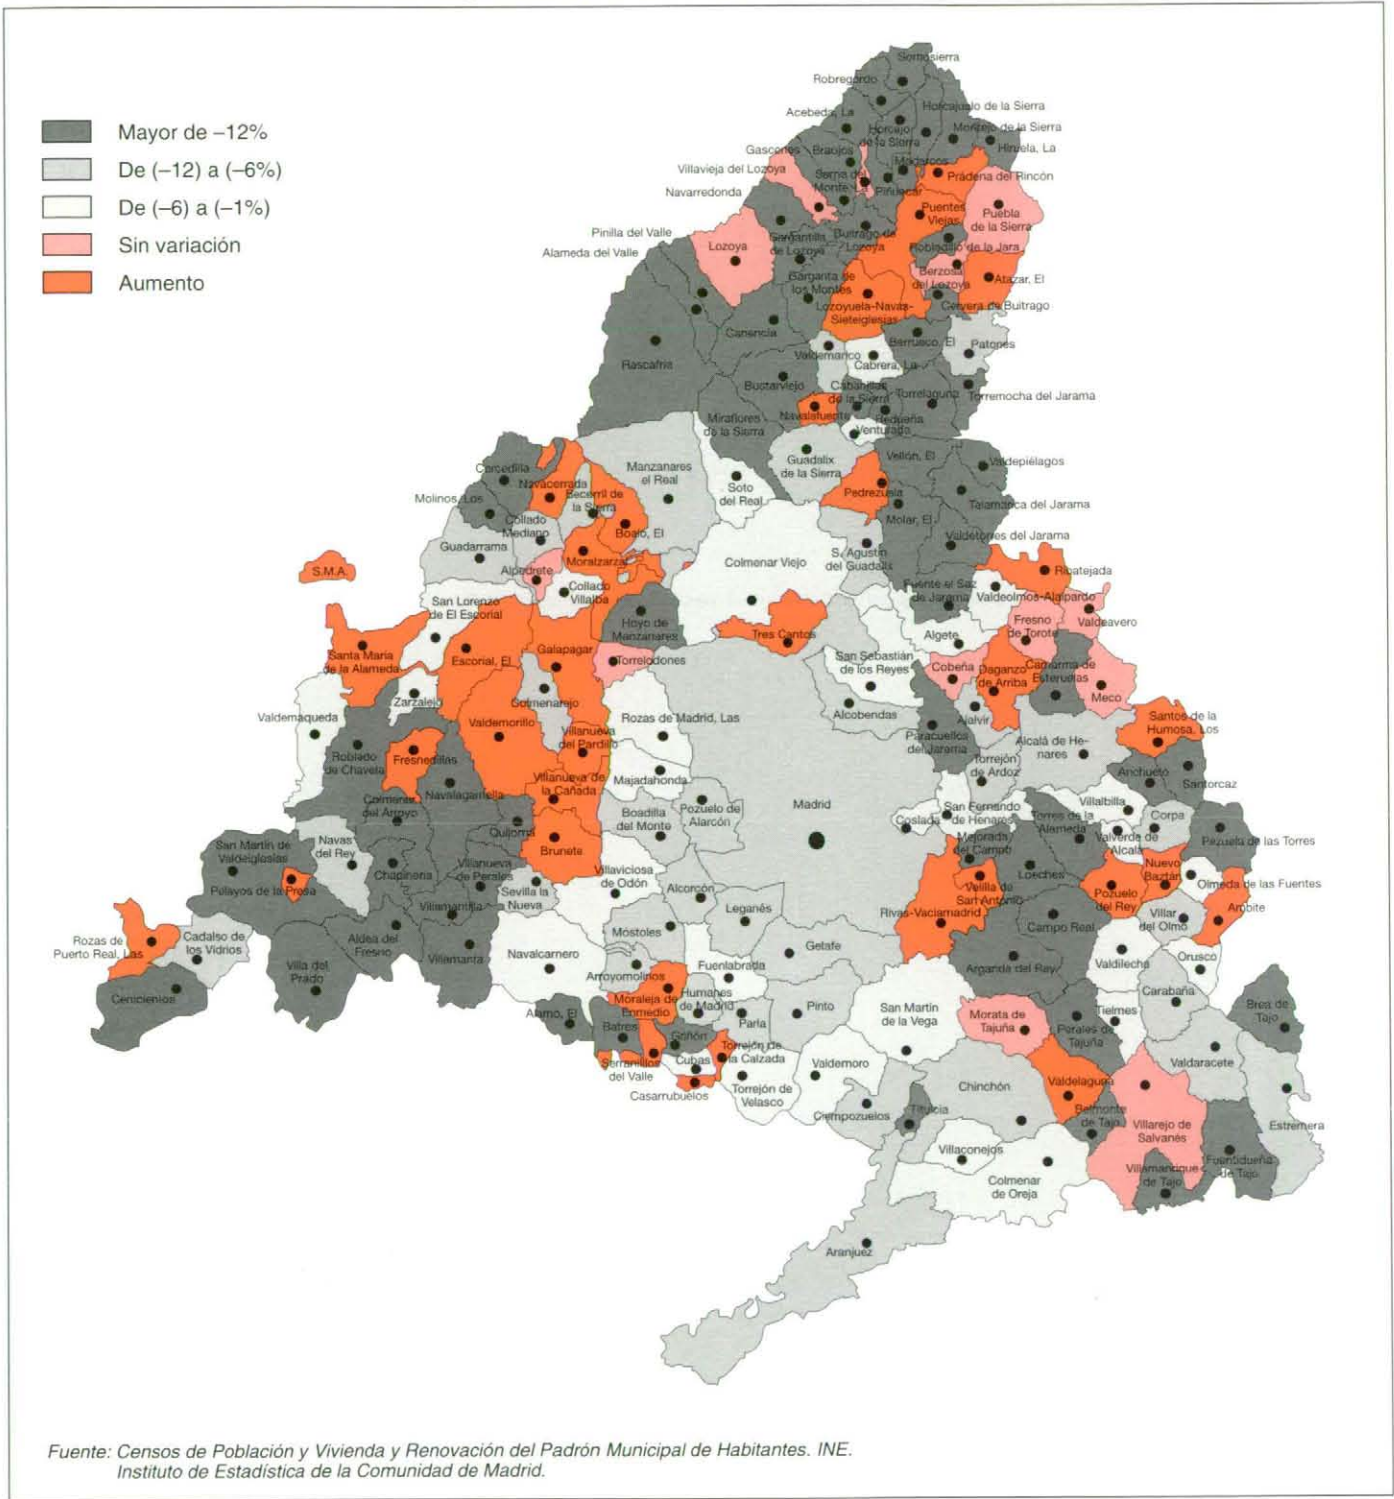 Mayor de –12%
De (–12) a (–6%)
De (–6) a (–1%)
Sin variación
Aumento
Somosierra
Robregordo
Horcajuelo de la Sierra
Acebeda, La
Montejo de la Sierra
Horcajo
de la Sierra
Hiruela, La
Gascones
Braojos
Madarcos
Villavieja del Lozoya
Serna del
Monte, La
Piñuécar
Prádena del Rincón
Navarredonda
Puentes
Viejas
Puebla
de la Sierra
Pinilla del Valle
Alameda del Valle
Lozoya
Gargantilla
de Lozoya
Buitrago de
Lozoya
Robledillo de la Jara
Berzosa
del Lozoya
Atazar, El
Garganta de
los Montes
Lozoyuela-Navas-
Sieteiglesias
Cervera de Buitrago
Canencia
Rascafría
Valdemanco
Cabrera, La
Berrueco, El
Patones
Bustarviejo
Cabanillas
de la Sierra
Torrelaguna
Torremocha del Jarama
Navalafuente
Redueña
Miraflores
de la Sierra
Venturada
Guadalix
de la Sierra
Vellón, El
Valdepiélagos
Cercedilla
Manzanares
el Real
Navacerrada
Becerril de
la Sierra
Soto
del Real
Pedrezuela
Talamanca del Jarama
Molinos, Los
Collado
Mediano
Boalo, El
Molar, El
Valdetorres del Jarama
Guadarrama
Moralzarzal
Colmenar Viejo
S. Agustín
del Guadalix
S.M.A.
Alpedrete
Collado
Villalba
Ribatejada
Fuente el Saz
de Jarama
Valdeolmos-Alalpardo
San Lorenzo
de El Escorial
Hoyo de
Manzanares
Tres Cantos
Algete
Fresno
de Torote
Valdeavero
Santa María
de la Alameda
Escorial, El
Galapagar
Torrelodones
San Sebastián
de los Reyes
Cobeña
Daganzo
de Arriba
Camarma de
Esteruelas
Meco
Zarzalejo
Colmenarejo
Valdemaqueda
Valdemorillo
Villanueva
del Pardillo
Rozas de Madrid, Las
Alcobendas
Ajalvir
Paracuellos
del Jarama
Santos de la
Humosa, Los
Robledo
de Chavela
Fresnedillas
Alcalá de He-
nares
Torrejón
de Ardoz
Anchuelo
Santorcaz
Navalagamella
Villanueva de
la Cañada
Majadahonda
Colmenar
del Arroyo
Quijorna
Boadilla
del Monte
Pozuelo de
Alarcón
Madrid
Coslada
San Fernando
de Henares
Torres de la
Alameda
Villalbilla
Corpa
Valverde de
Alcalá
Pezuela de las Torres
San Martín de
Valdeiglesias
Navas
del Rey
Brunete
Mejorada
del Campo
Chapinería
Villanueva
de Perales
Villaviciosa
de Odón
Loeches
Nuevo
Baztán
Olmeda de las Fuentes
Pelayos de la Presa
Sevilla la
Nueva
Alcorcón
Velilla de
San Antonio
Pozuelo
del Rey
Ambite
Villamantilla
Leganés
Rivas-Vaciamadrid
Campo Real
Villar
del Olmo
Rozas de
Puerto Real, Las
Cadalso de
los Vidrios
Aldea del
Fresno
Móstoles
Getafe
Villamanta
Navalcarnero
Arganda del Rey
Valdilecha
Orusco
Villa del
Prado
Fuenlabrada
Arroyomolinos
Cenicientos
Moraleja de
Enmedio
Humanes
de Madrid
Carabaña
Álamo, El
Pinto
San Martín
de la Vega
Morata de
Tajuña
Tielmes
Brea de
Tajo
Batres
Parla
Perales de
Tajuña
Griñón
Torrejón de
la Calzada
Cubas
Serranillos
del Valle
Valdemoro
Valdaracete
Casarrubuelos
Torrejón de
Velasco
Chinchón
Valdelaguna
Ciempozuelos
Titulcia
Belmonte
de Tajo
Villarejo de
Salvanés
Estremera
Villaconejos
Fuentidueña
de Tajo
Villamanrique
de Tajo
Colmenar
de Oreja
Aranjuez
Fuente: Censos de Población y Vivienda y Renovación del Padrón Municipal de Habitantes. INE.
Instituto de Estadística de la Comunidad de Madrid.